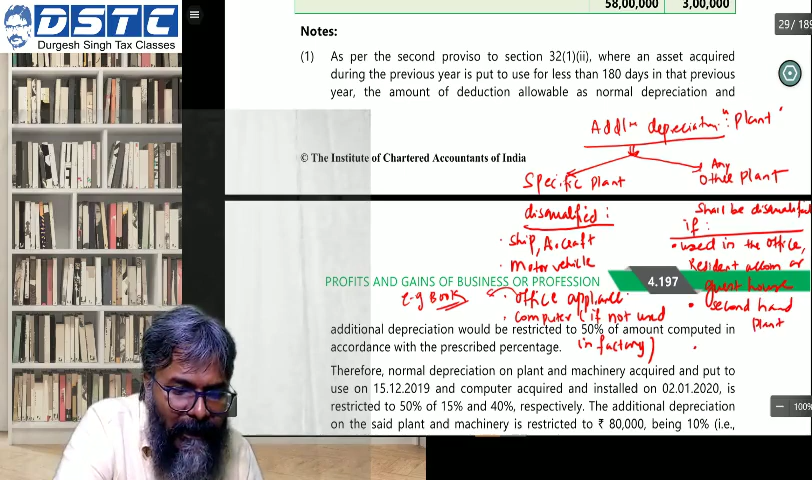 DSTC
Durgesh Singh Tax Classes
58,00,000 3,00,000
29/189
Notes:
(1) As per the second proviso to section 32(1)(ii), where an asset acquired
during the previous year is put to use for less than 180 days in that previous
year, the amount of deduction allowable as normal depreciation and
Addl depreciation : "Plant"
© The Institute of Chartered Accountants of India
Specific Plant
Any
Other Plant
disqualified :
Shall be disqualified
if :
· Ship, Aircraft
· Motor vehicle
· used in the office,
Resident accom or
guest house
PROFITS AND GAINS OF BUSINESS OR PROFESSION 4.197
e.g Book
· office appliance
· Computer (if not used
in factory)
· second hand
plant
additional depreciation would be restricted to 50% of amount computed in
accordance with the prescribed percentage.
Therefore, normal depreciation on plant and machinery acquired and put to
use on 15.12.2019 and computer acquired and installed on 02.01.2020, is
restricted to 50% of 15% and 40%, respectively. The additional depreciation
on the said plant and machinery is restricted to ₹ 80,000, being 10% (i.e.,
100%